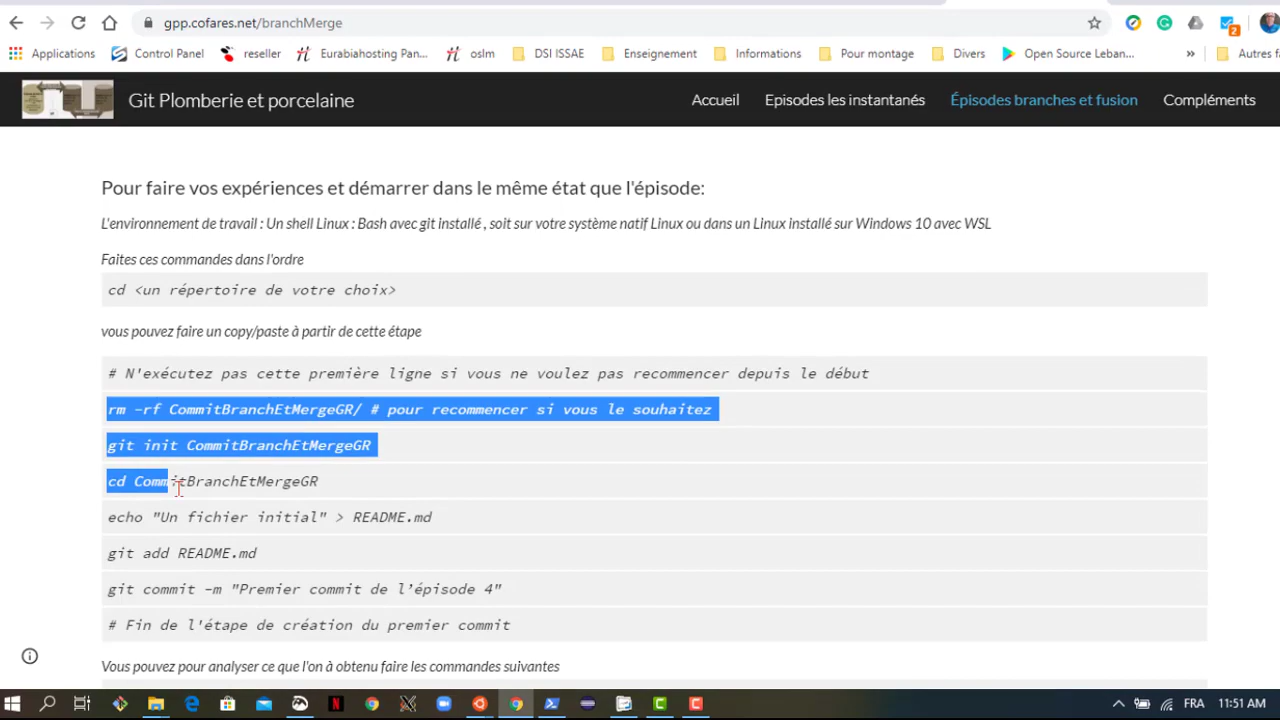 gpp.cofares.net/branchMerge
2
Applications
Control Panel
reseller
Eurabiahosting Pan...
oslm
DSI ISSAE
Enseignement
Informations
Pour montage
Divers
Open Source Leban...
»
Autres fa
Git Plomberie et porcelaine
Accueil
Episodes les instantanés
Épisodes branches et fusion
Compléments
Pour faire vos expériences et démarrer dans le même état que l'épisode:
L'environnement de travail : Un shell Linux : Bash avec git installé , soit sur votre système natif Linux ou dans un Linux installé sur Windows 10 avec WSL
Faites ces commandes dans l'ordre
cd <un répertoire de votre choix>
vous pouvez faire un copy/paste à partir de cette étape
# N'exécutez pas cette première ligne si vous ne voulez pas recommencer depuis le début
rm -rf CommitBranchEtMergeGR/ # pour recommencer si vous le souhaitez
git init CommitBranchEtMergeGR
cd CommitBranchEtMergeGR
echo "Un fichier initial" > README.md
git add README.md
git commit -m "Premier commit de l’épisode 4"
# Fin de l'étape de création du premier commit
Vous pouvez pour analyser ce que l'on à obtenu faire les commandes suivantes
FRA
11:51 AM